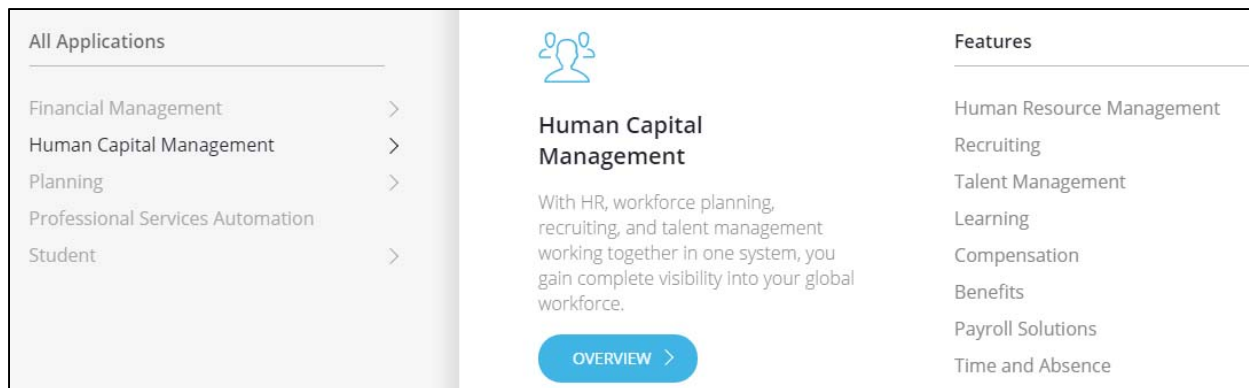 All Applications
Financial Management
Human Capital Management
Planning
Professional Services Automation
Student
Human Capital
Management
With HR, workforce planning,
recruiting, and talent management
working together in one system, you
gain complete visibility into your global
workforce.
OVERVIEW
Features
Human Resource Management
Recruiting
Talent Management
Learning
Compensation
Benefits
Payroll Solutions
Time and Absence